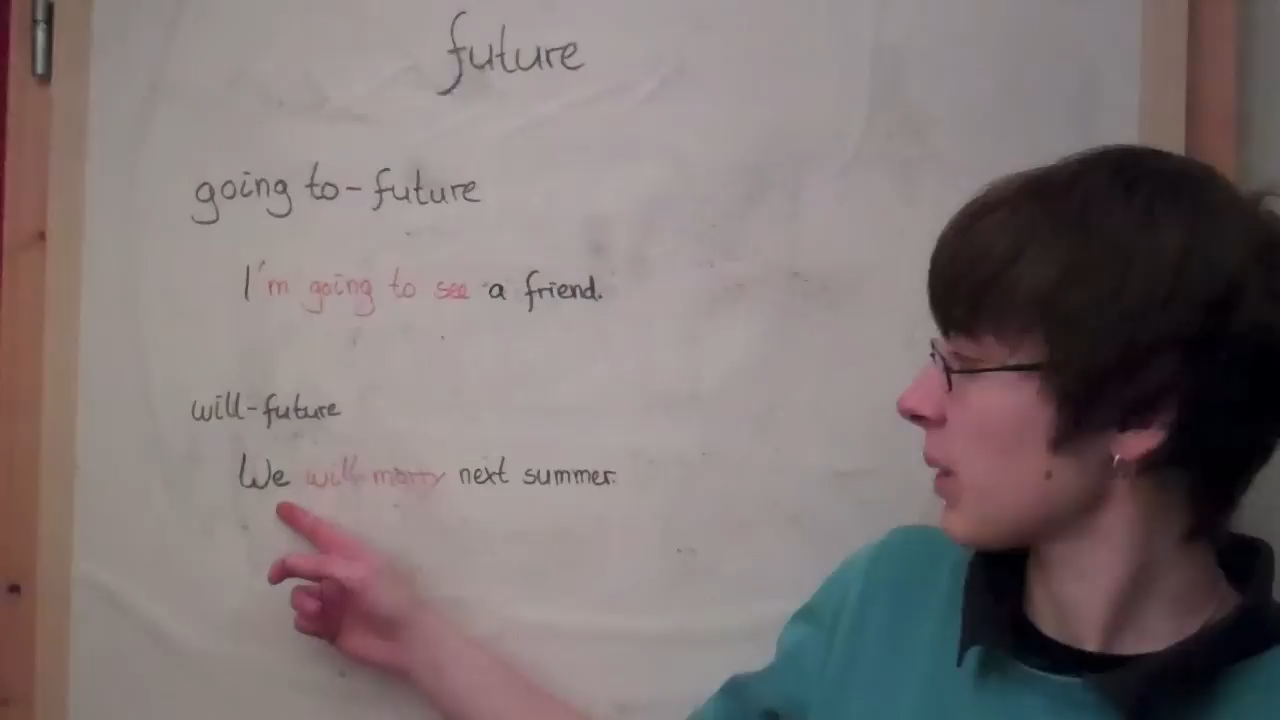 future
going to-future
I'm going to see a friend.
will-future
We will marry next summer.